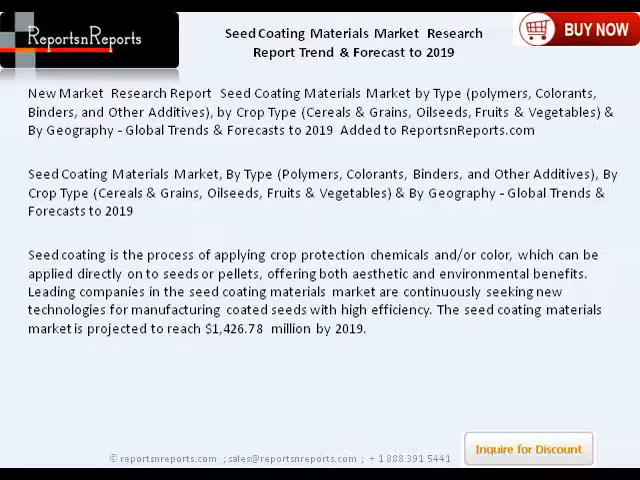 ReportsnReports
Seed Coating Materials Market Research
Report Trend & Forecast to 2019
BUY NOW
New Market Research Report Seed Coating Materials Market by Type (polymers, Colorants,
Binders, and Other Additives), by Crop Type (Cereals & Grains, Oilseeds, Fruits & Vegetables) &
By Geography - Global Trends & Forecasts to 2019 Added to ReportsnReports.com
Seed Coating Materials Market, By Type (Polymers, Colorants, Binders, and Other Additives), By
Crop Type (Cereals & Grains, Oilseeds, Fruits & Vegetables) & By Geography - Global Trends &
Forecasts to 2019
Seed coating is the process of applying crop protection chemicals and/or color, which can be
applied directly on to seeds or pellets, offering both aesthetic and environmental benefits.
Leading companies in the seed coating materials market are continuously seeking new
technologies for manufacturing coated seeds with high efficiency. The seed coating materials
market is projected to reach $1,426.78 million by 2019.
© reportsnreports.com ; sales@reportsnreports.com ; + 1 888 391 5441
Inquire for Discount